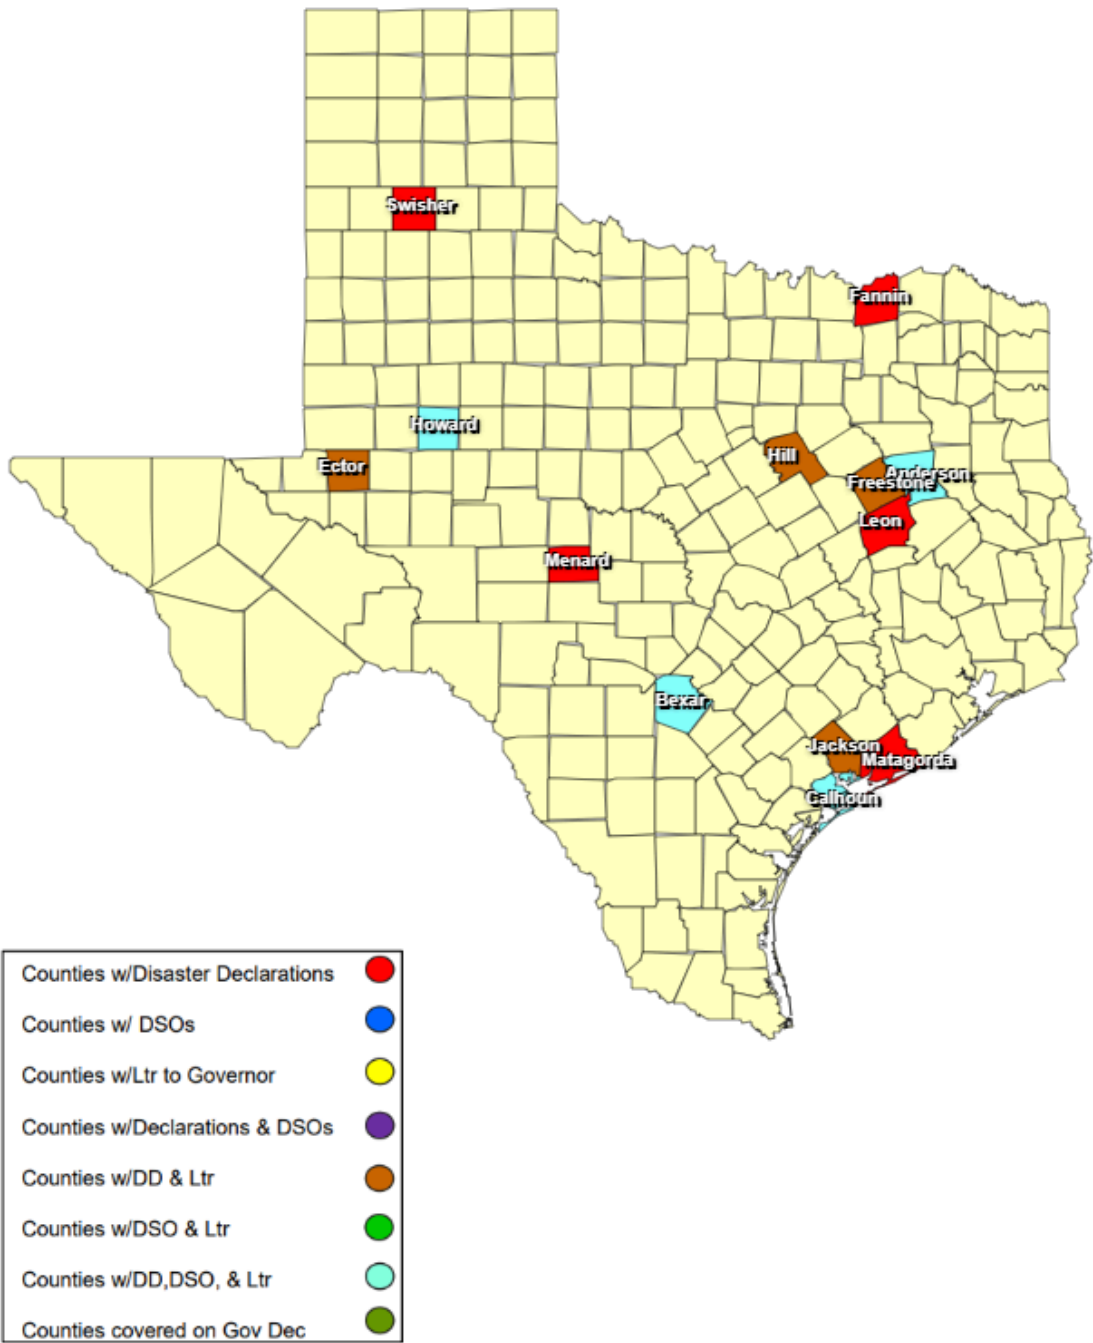 Swisher
Fannin
Howard
Hill
Ector
Anderson
Freestone
Leon
Menard
Bexar
Jackson
Matagorda
Calhoun
Counties w/Disaster Declarations
Counties w/ DSOs
Counties w/Ltr to Governor
Counties w/Declarations & DSOs
Counties w/DD & Ltr
Counties w/DSO & Ltr
Counties w/DD,DSO, & Ltr
Counties covered on Gov Dec